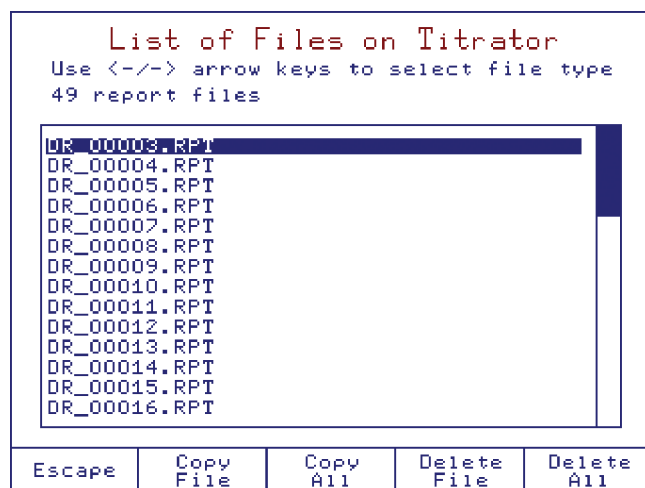 List of Files on Titrator
Use <-/-> arrow keys to select file type
49 report files
DR_00003.RPT
DR_00004.RPT
DR_00005.RPT
DR_00006.RPT
DR_00007.RPT
DR_00008.RPT
DR_00009.RPT
DR_00010.RPT
DR_00011.RPT
DR_00012.RPT
DR_00013.RPT
DR_00014.RPT
DR_00015.RPT
DR_00016.RPT
Escape
Copy
File
Copy
All
Delete
File
Delete
All